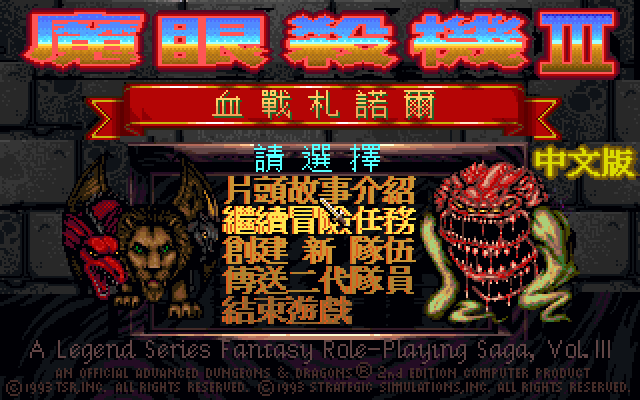 魔眼殺機III
血戰札諾爾
中文版
請選擇
片頭故事介紹
繼續冒險任務
創建 新 隊伍
傳送二代隊員
結束遊戲
A Legend Series Fantasy Role-Playing Saga, Vol. III
AN OFFICIAL ADVANCED DUNGEONS & DRAGONS® 2nd EDITION COMPUTER PRODUCT
©1993 TSR, INC. ALL RIGHTS RESERVED. ©1993 STRATEGIC SIMULATIONS, INC. ALL RIGHTS RESERVED.